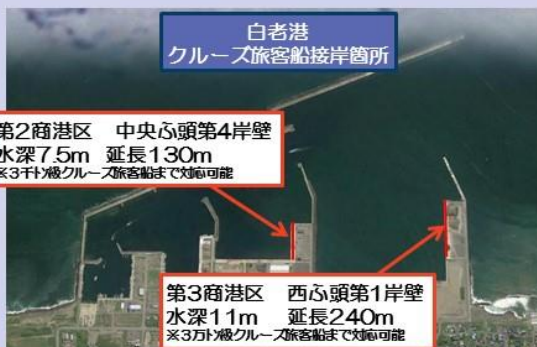 白老港
クルーズ旅客船接岸箇所
第2商港区　中央ふ頭第4岸壁
水深7.5m　延長130m
※3千トン級クルーズ旅客船まで対応可能
第3商港区　西ふ頭第1岸壁
水深11m　延長240m
※3万トン級クルーズ旅客船まで対応可能